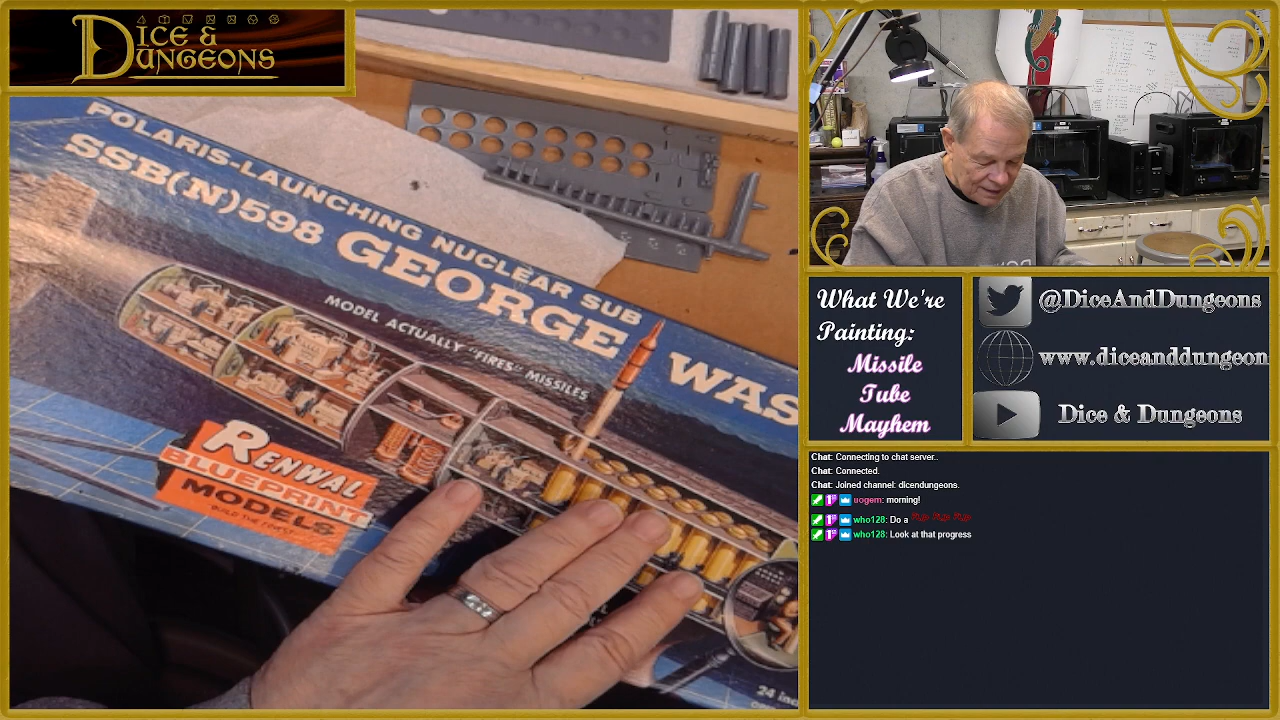 DICE &
DUNGEONS
POLARIS-LAUNCHING NUCLEAR SUB
SSB(N)598 GEORGE WAS
MODEL ACTUALLY "FIRES" MISSILES
RENWAL
BLUEPRINT
MODELS
24 in
What We're
Painting:
Missile
Tube
Mayhem
@DiceAndDungeons
www.diceanddungeon
Dice & Dungeons
Chat: Connecting to chat server..
Chat: Connected.
Chat: Joined channel: dicendungeons.
uogem: morning!
who128: Do a
who128: Look at that progress